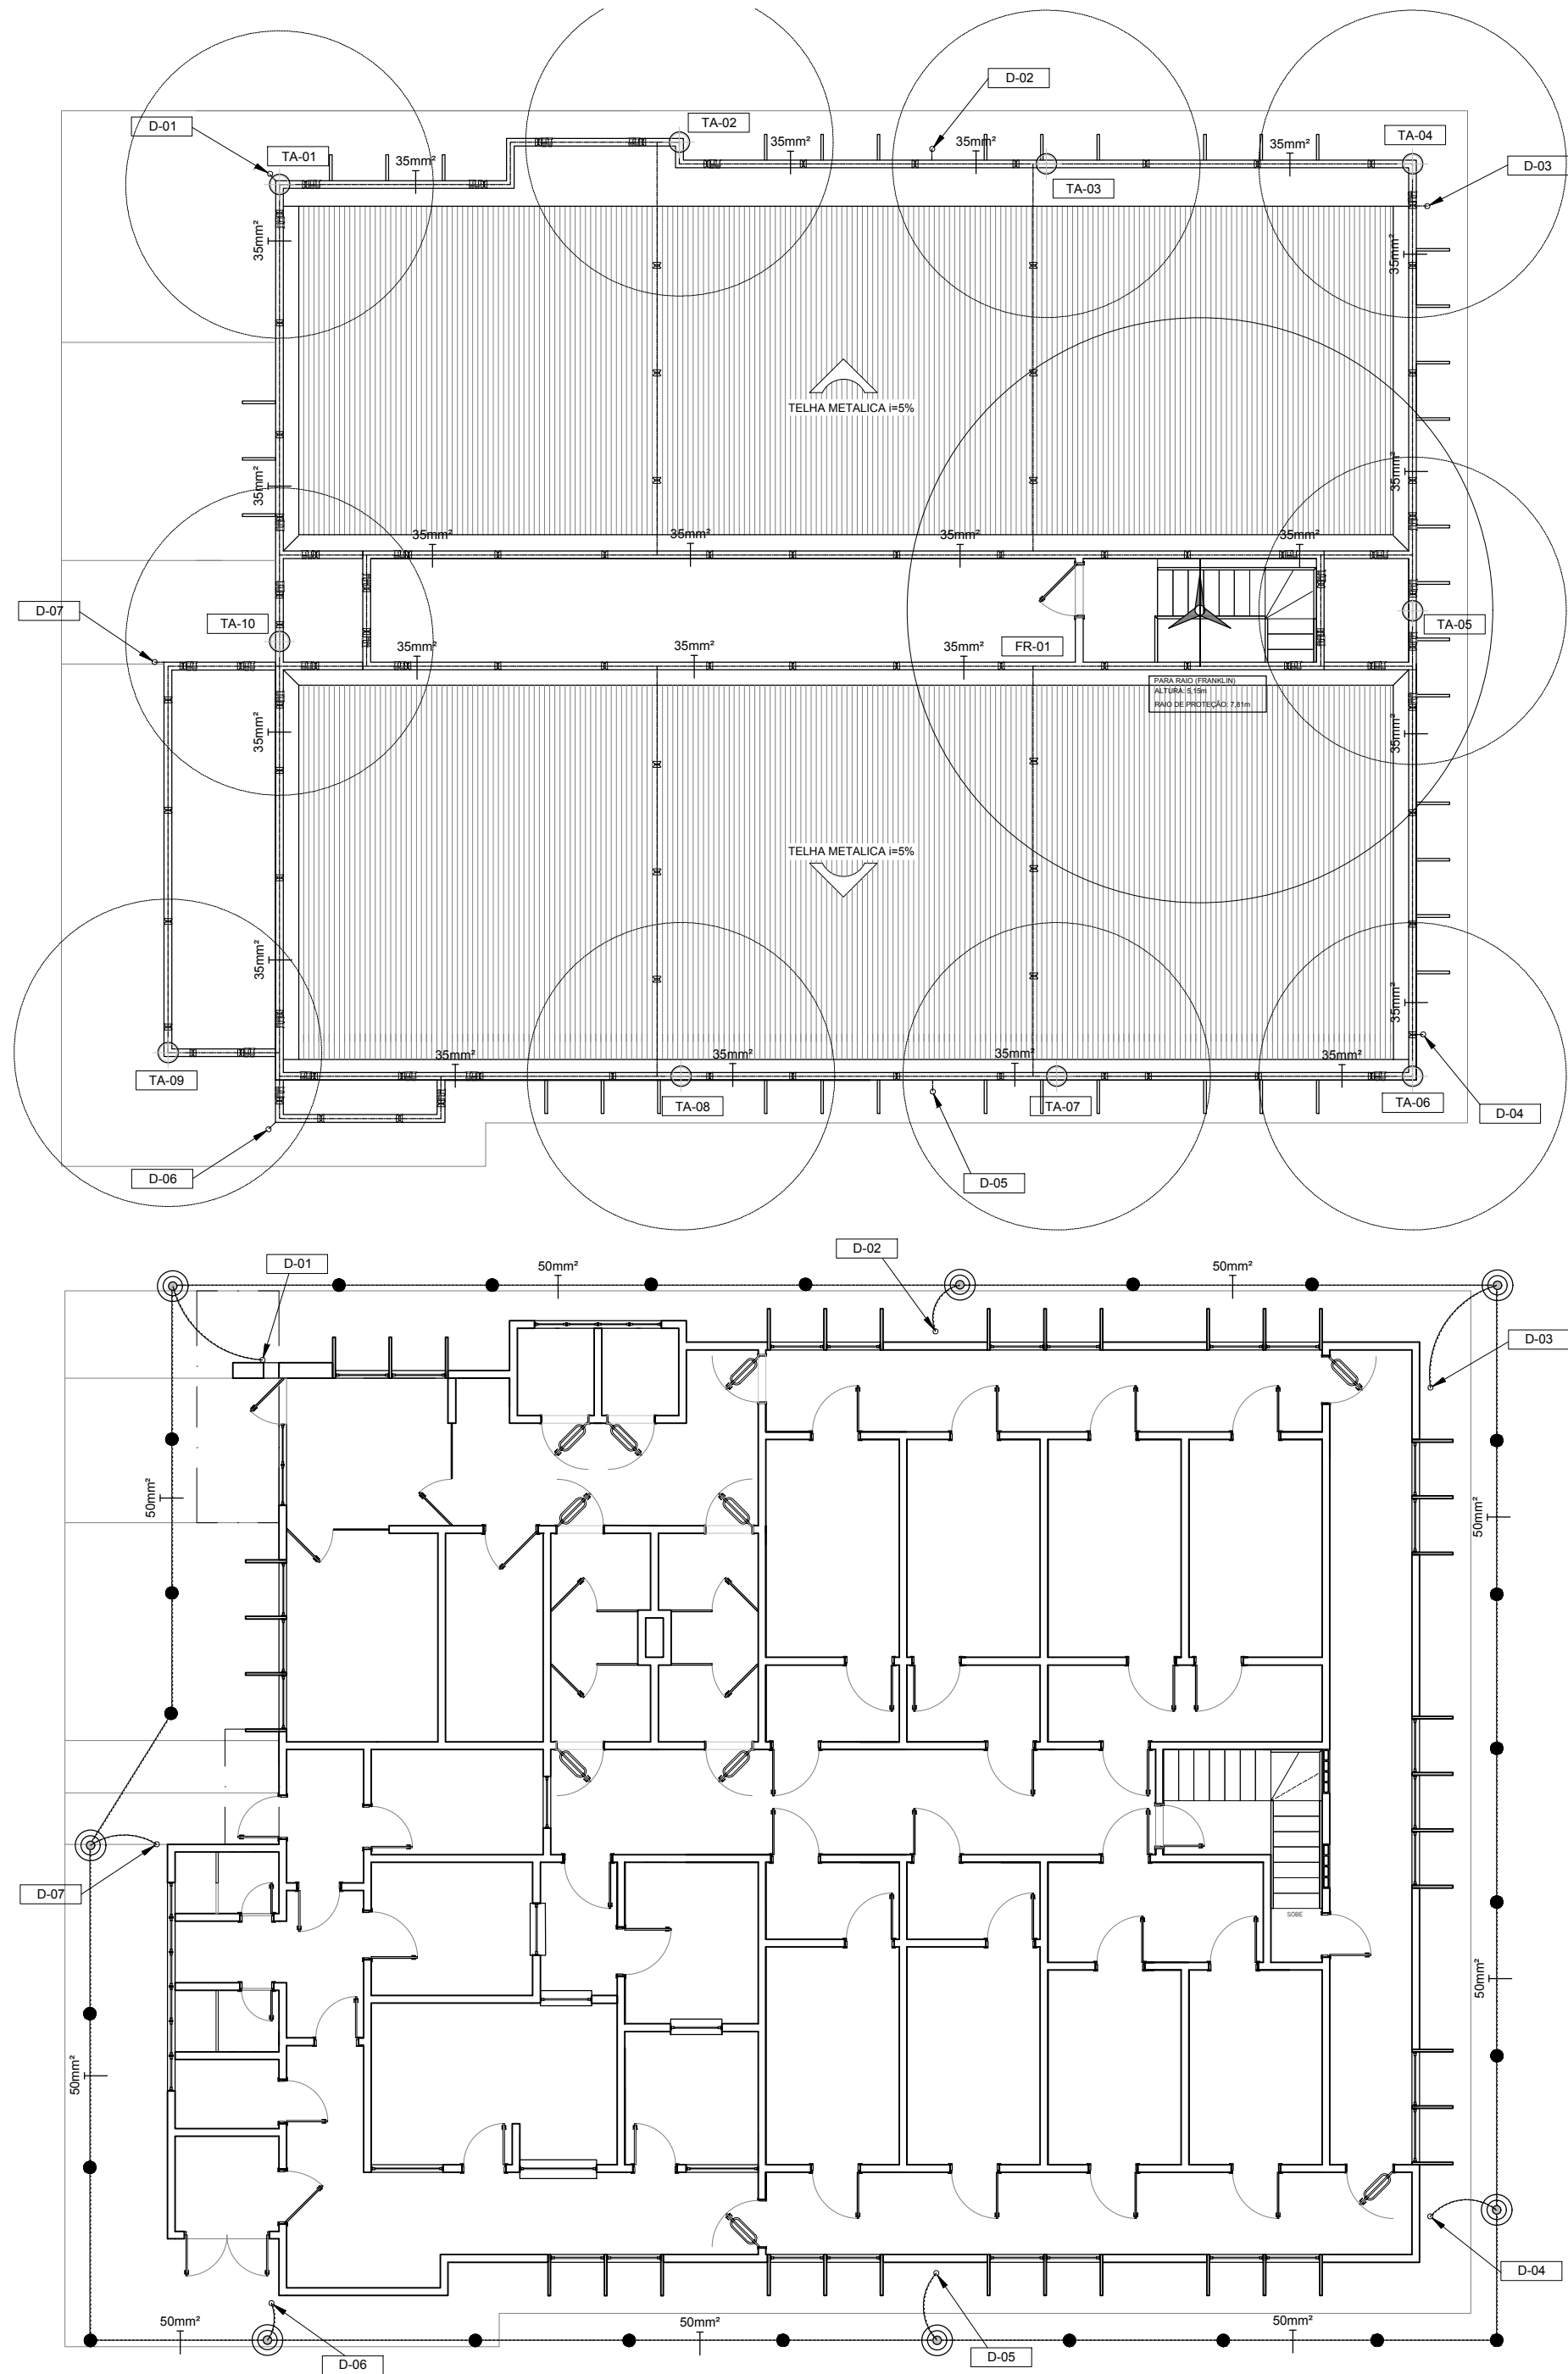 D-02
D-01
TA-02
TA-04
35mm²
35mm²
35mm²
TA-01
35mm²
D-03
TA-03
35mm²
35mm²
TELHA METALICA i=5%
35mm²
35mm²
35mm²
35mm²
35mm²
35mm²
D-07
TA-10
TA-05
35mm²
35mm²
35mm²
FR-01
PARA RAIO (FRANKLIN)
ALTURA: 5,15m
RAIO DE PROTEÇÃO: 7,81m
35mm²
35mm²
TELHA METALICA i=5%
35mm²
35mm²
35mm²
35mm²
35mm²
35mm²
TA-09
TA-08
TA-07
TA-06
D-04
D-06
D-05
D-02
D-01
50mm²
50mm²
D-03
50mm²
50mm²
D-07
SOBE
50mm²
50mm²
D-04
50mm²
50mm²
50mm²
D-05
D-06